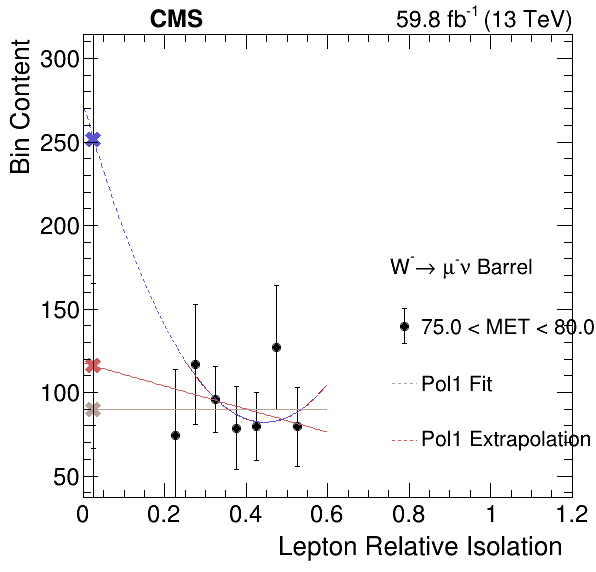 CMS 59.8 fb⁻¹ (13 TeV)
Bin Content
300
250
200
150
100
50
W⁻→ μ⁻ν Barrel
75.0 < MET < 80.0
Pol1 Fit
Pol1 Extrapolation
0 0.2 0.4 0.6 0.8 1 1.2
Lepton Relative Isolation